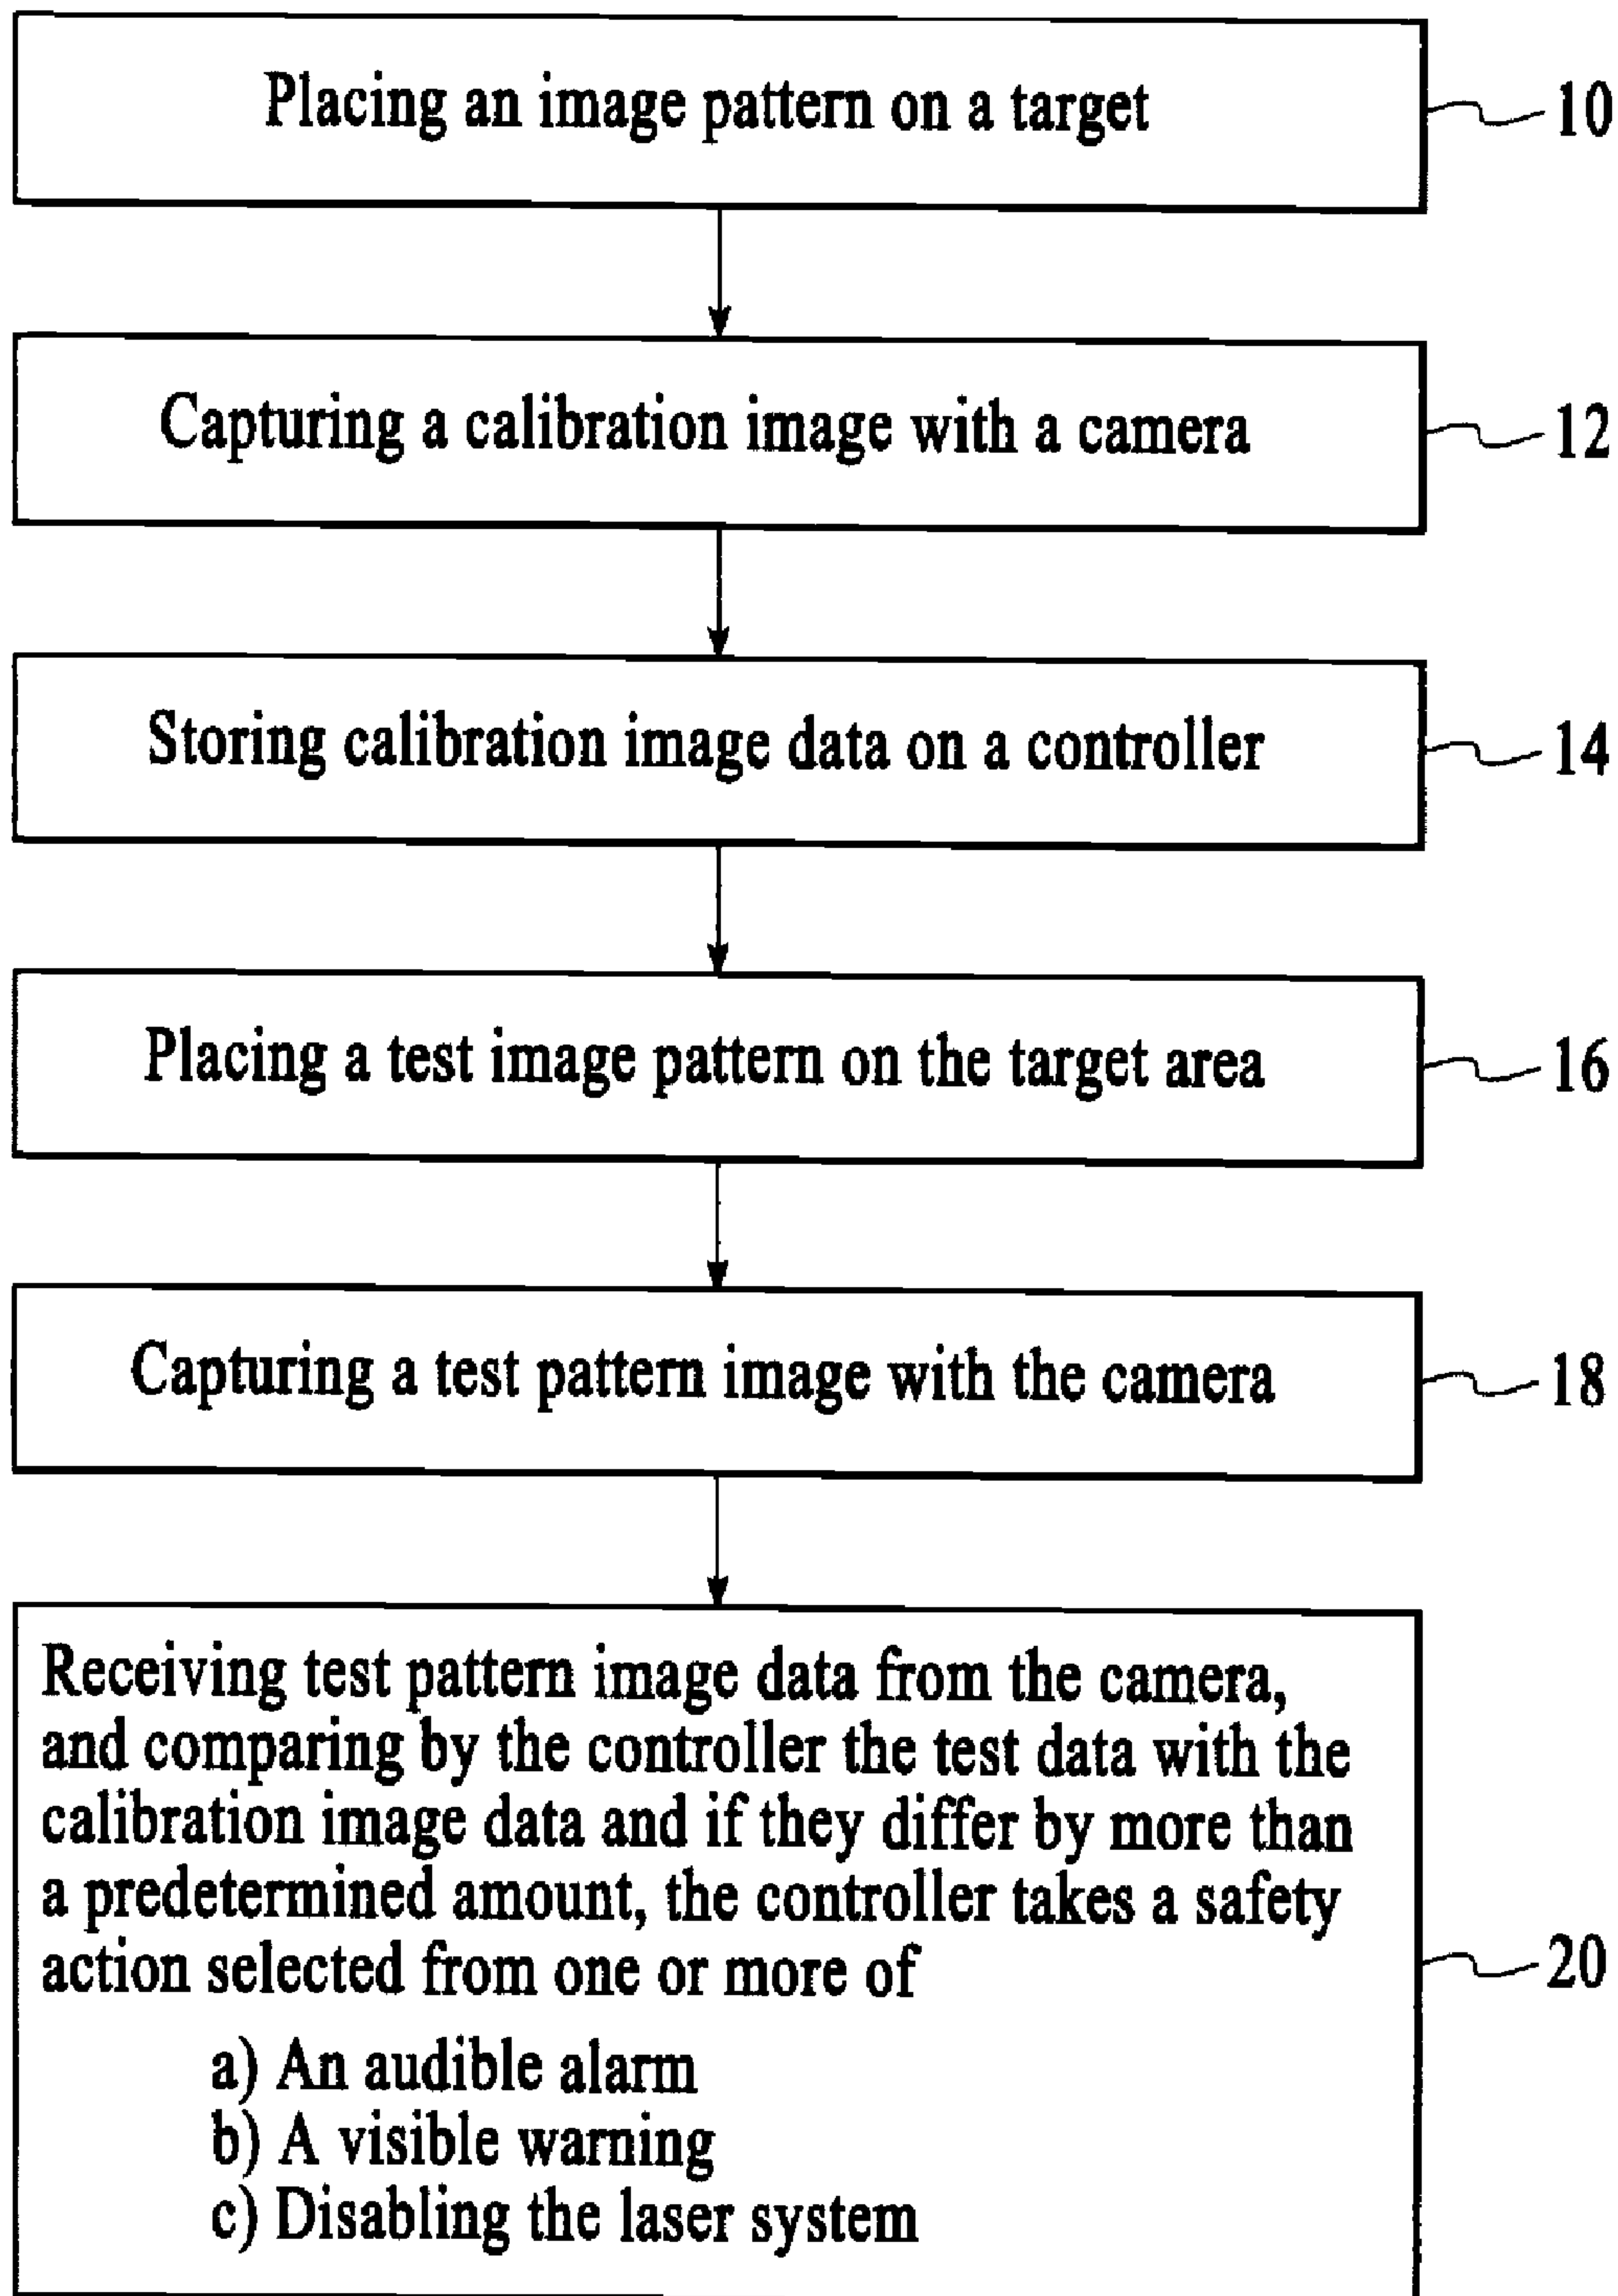 Placing an image pattern on a target
10
Capturing a calibration image with a camera
12
Storing calibration image data on a controller
14
Placing a test image pattern on the target area
16
Capturing a test pattern image with the camera
18
Receiving test pattern image data from the camera,
and comparing by the controller the test data with the
calibration image data and if they differ by more than
a predetermined amount, the controller takes a safety
action selected from one or more of
20
a) An audible alarm
b) A visible warning
c) Disabling the laser system